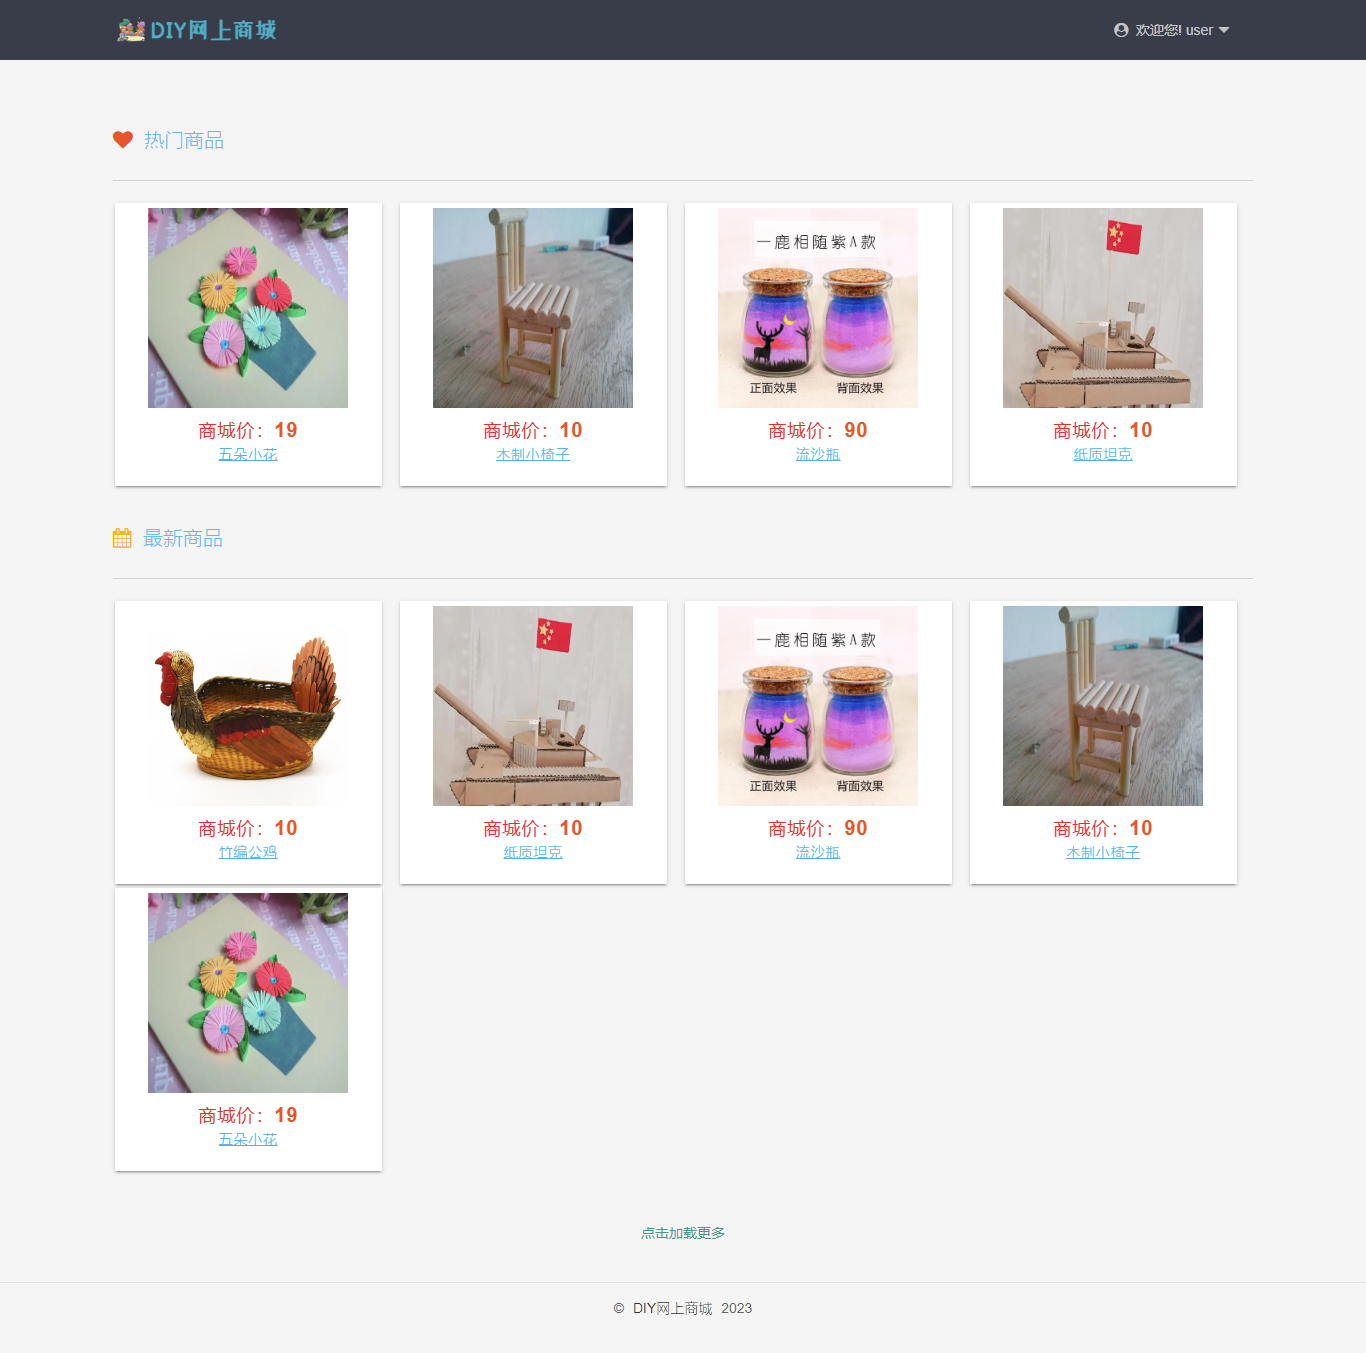 DIY网上商城
欢迎您! user
热门商品
商城价：19
五朵小花
商城价：10
木制小椅子
一鹿相随紫A款
正面效果 背面效果
商城价：90
流沙瓶
商城价：10
纸质坦克
最新商品
商城价：10
竹编公鸡
商城价：10
纸质坦克
一鹿相随紫A款
正面效果 背面效果
商城价：90
流沙瓶
商城价：10
木制小椅子
商城价：19
五朵小花
点击加载更多
© DIY网上商城 2023